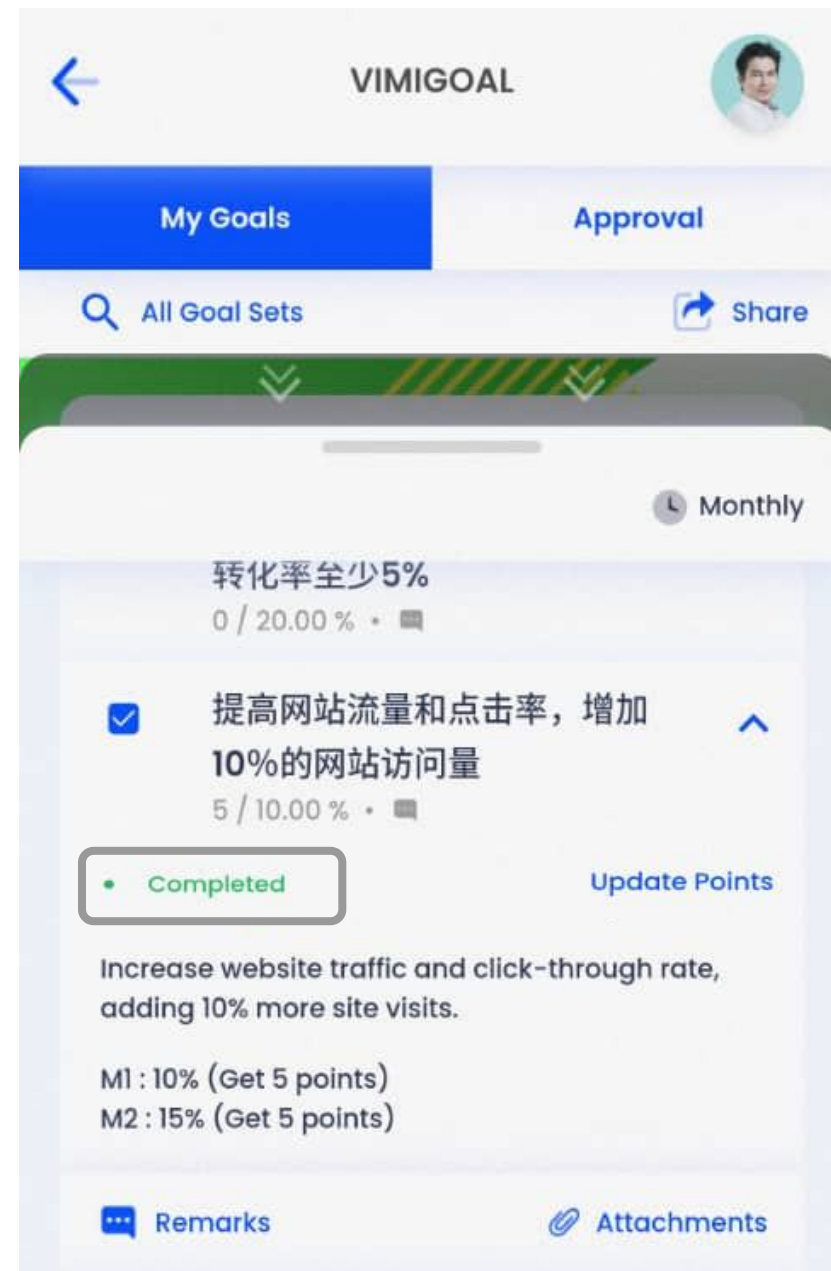 VIMIGOAL
My Goals
Approval
All Goal Sets
Share
Monthly
转化率至少5%
0 / 20.00 % •
提高网站流量和点击率，增加
10%的网站访问量
5 / 10.00 % •
• Completed
Update Points
Increase website traffic and click-through rate,
adding 10% more site visits.
M1 : 10% (Get 5 points)
M2 : 15% (Get 5 points)
Remarks
Attachments